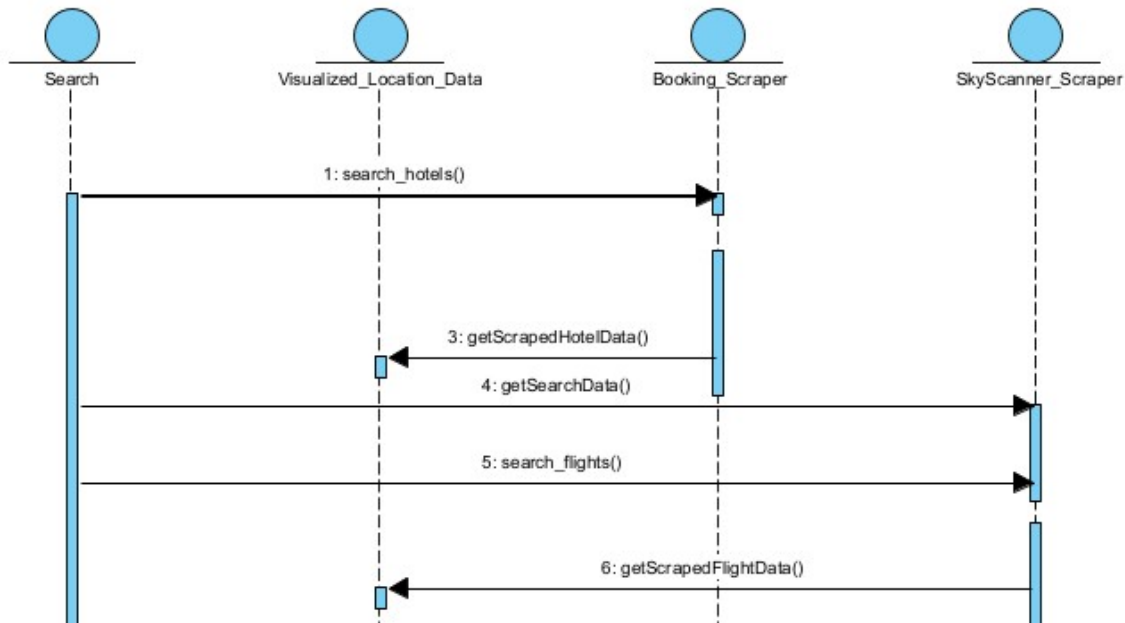 Search
Visualized_Location_Data
Booking_Scraper
SkyScanner_Scraper
1: search_hotels()
3: getScrapedHotelData()
4: getSearchData()
5: search_flights()
6: getScrapedFlightData()